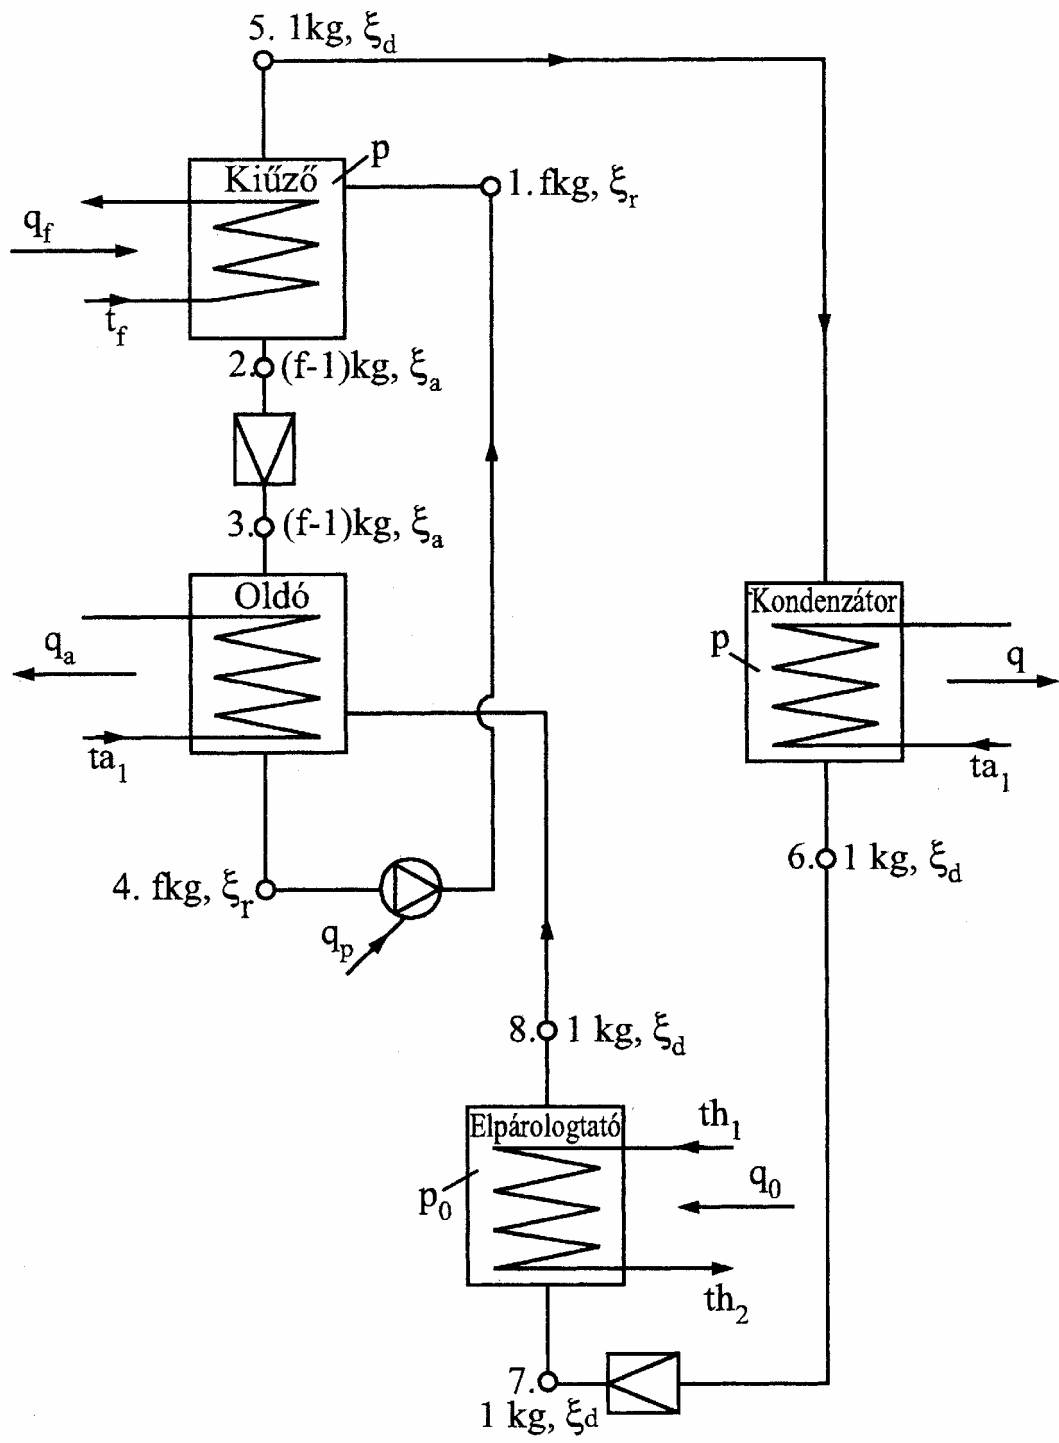 5. 1kg, ξd
Kiűző
p
1. fkg, ξr
qf
tf
2. (f-1)kg, ξa
3. (f-1)kg, ξa
Oldó
qa
ta1
Kondenzátor
p
q
ta1
6. 1 kg, ξd
4. fkg, ξr
qp
8. 1 kg, ξd
Elpárologtató
th1
p0
q0
th2
7.
1 kg, ξd